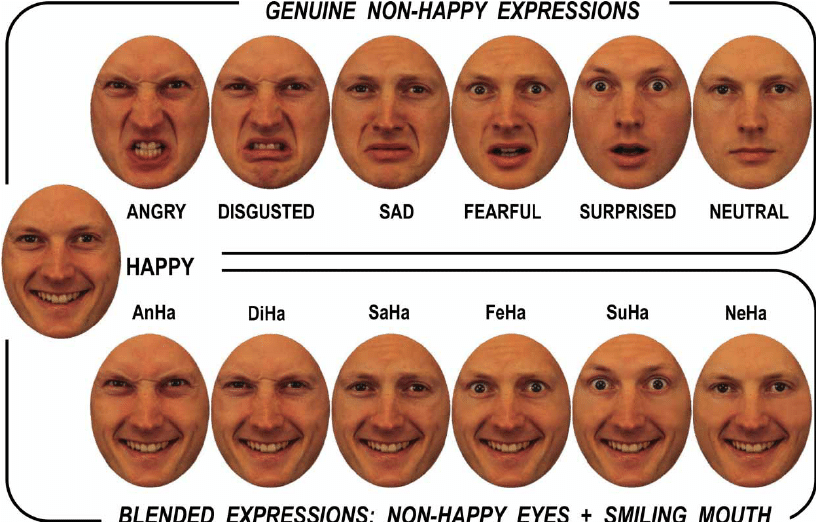 GENUINE NON-HAPPY EXPRESSIONS
ANGRY DISGUSTED SAD FEARFUL SURPRISED NEUTRAL
HAPPY
AnHa DiHa SaHa FeHa SuHa NeHa
BLENDED EXPRESSIONS: NON-HAPPY EYES + SMILING MOUTH